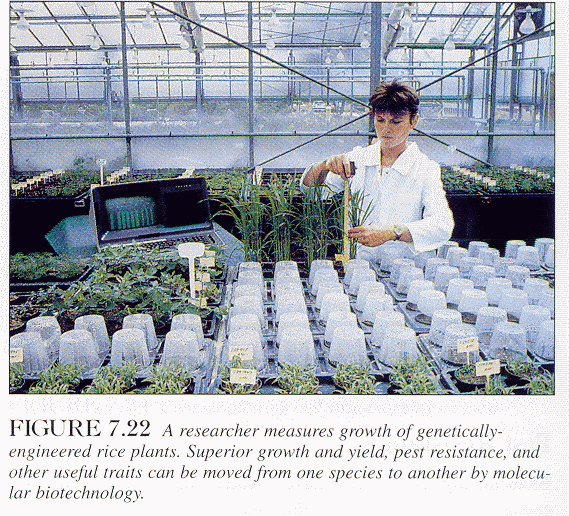 FIGURE 7.22 A researcher measures growth of genetically-
engineered rice plants. Superior growth and yield, pest resistance, and
other useful traits can be moved from one species to another by molecu-
lar biotechnology.